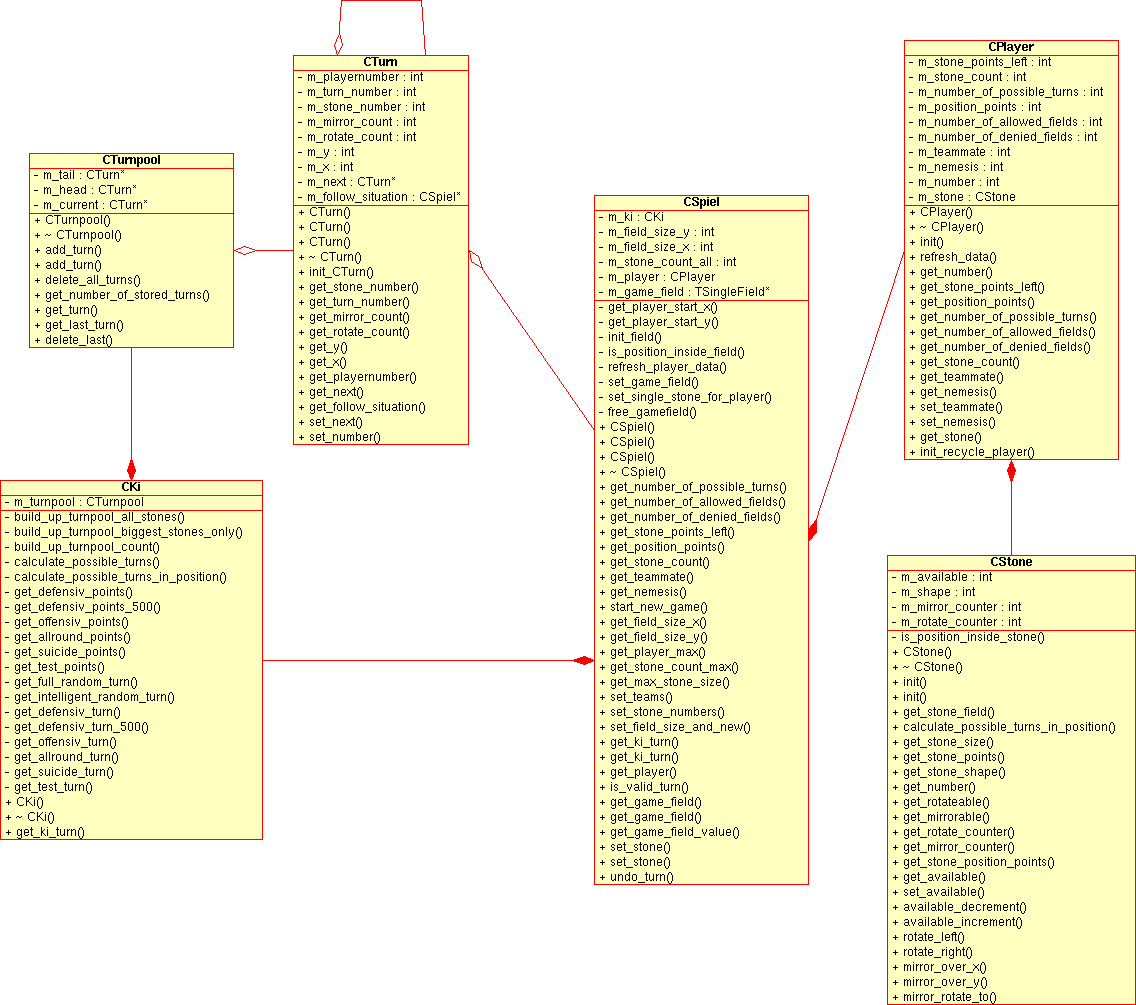 CTurn
- m_playernumber : int
- m_turn_number : int
- m_stone_number : int
- m_mirror_count : int
- m_rotate_count : int
- m_y : int
- m_x : int
- m_next : CTurn*
- m_follow_situation : CSpiel*
+ CTurn()
+ CTurn()
+ CTurn()
+ ~ CTurn()
+ init_CTurn()
+ get_stone_number()
+ get_turn_number()
+ get_mirror_count()
+ get_rotate_count()
+ get_y()
+ get_x()
+ get_playernumber()
+ get_next()
+ get_follow_situation()
+ set_next()
+ set_number()
CTurnpool
- m_tail : CTurn*
- m_head : CTurn*
- m_current : CTurn*
+ CTurnpool()
+ ~ CTurnpool()
+ add_turn()
+ add_turn()
+ delete_all_turns()
+ get_number_of_stored_turns()
+ get_turn()
+ get_last_turn()
+ delete_last()
CKi
- m_turnpool : CTurnpool
- build_up_turnpool_all_stones()
- build_up_turnpool_biggest_stones_only()
- build_up_turnpool_count()
- calculate_possible_turns()
- calculate_possible_turns_in_position()
- get_defensiv_points()
- get_defensiv_points_500()
- get_offensiv_points()
- get_allround_points()
- get_suicide_points()
- get_test_points()
- get_full_random_turn()
- get_intelligent_random_turn()
- get_defensiv_turn()
- get_defensiv_turn_500()
- get_offensiv_turn()
- get_allround_turn()
- get_suicide_turn()
- get_test_turn()
+ CKi()
+ ~ CKi()
+ get_ki_turn()
CSpiel
- m_ki : CKi
- m_field_size_y : int
- m_field_size_x : int
- m_stone_count_all : int
- m_player : CPlayer
- m_game_field : TSingleField*
- get_player_start_x()
- get_player_start_y()
- init_field()
- is_position_inside_field()
- refresh_player_data()
- set_game_field()
- set_single_stone_for_player()
- free_gamefield()
+ CSpiel()
+ CSpiel()
+ CSpiel()
+ ~ CSpiel()
+ get_number_of_possible_turns()
+ get_number_of_allowed_fields()
+ get_number_of_denied_fields()
+ get_stone_points_left()
+ get_position_points()
+ get_stone_count()
+ get_teammate()
+ get_nemesis()
+ start_new_game()
+ get_field_size_x()
+ get_field_size_y()
+ get_player_max()
+ get_stone_count_max()
+ get_max_stone_size()
+ set_teams()
+ set_stone_numbers()
+ set_field_size_and_new()
+ get_ki_turn()
+ get_ki_turn()
+ get_player()
+ is_valid_turn()
+ get_game_field()
+ get_game_field()
+ get_game_field_value()
+ set_stone()
+ set_stone()
+ undo_turn()
CPlayer
- m_stone_points_left : int
- m_stone_count : int
- m_number_of_possible_turns : int
- m_position_points : int
- m_number_of_allowed_fields : int
- m_number_of_denied_fields : int
- m_teammate : int
- m_nemesis : int
- m_number : int
- m_stone : CStone
+ CPlayer()
+ ~ CPlayer()
+ init()
+ refresh_data()
+ get_number()
+ get_stone_points_left()
+ get_position_points()
+ get_number_of_possible_turns()
+ get_number_of_allowed_fields()
+ get_number_of_denied_fields()
+ get_stone_count()
+ get_teammate()
+ get_nemesis()
+ set_teammate()
+ set_nemesis()
+ get_stone()
+ init_recycle_player()
CStone
- m_available : int
- m_shape : int
- m_mirror_counter : int
- m_rotate_counter : int
- is_position_inside_stone()
+ CStone()
+ ~ CStone()
+ init()
+ init()
+ get_stone_field()
+ calculate_possible_turns_in_position()
+ get_stone_size()
+ get_stone_points()
+ get_stone_shape()
+ get_number()
+ get_rotateable()
+ get_mirrorable()
+ get_rotate_counter()
+ get_mirror_counter()
+ get_stone_position_points()
+ get_available()
+ set_available()
+ available_decrement()
+ available_increment()
+ rotate_left()
+ rotate_right()
+ mirror_over_x()
+ mirror_over_y()
+ mirror_rotate_to()